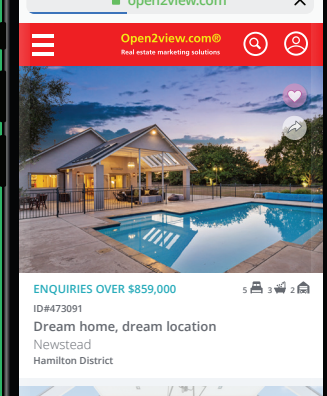 open2view.com
Open2view.com®
Real estate marketing solutions
ENQUIRIES OVER $859,000 5 3 2
ID#473091
Dream home, dream location
Newstead
Hamilton District